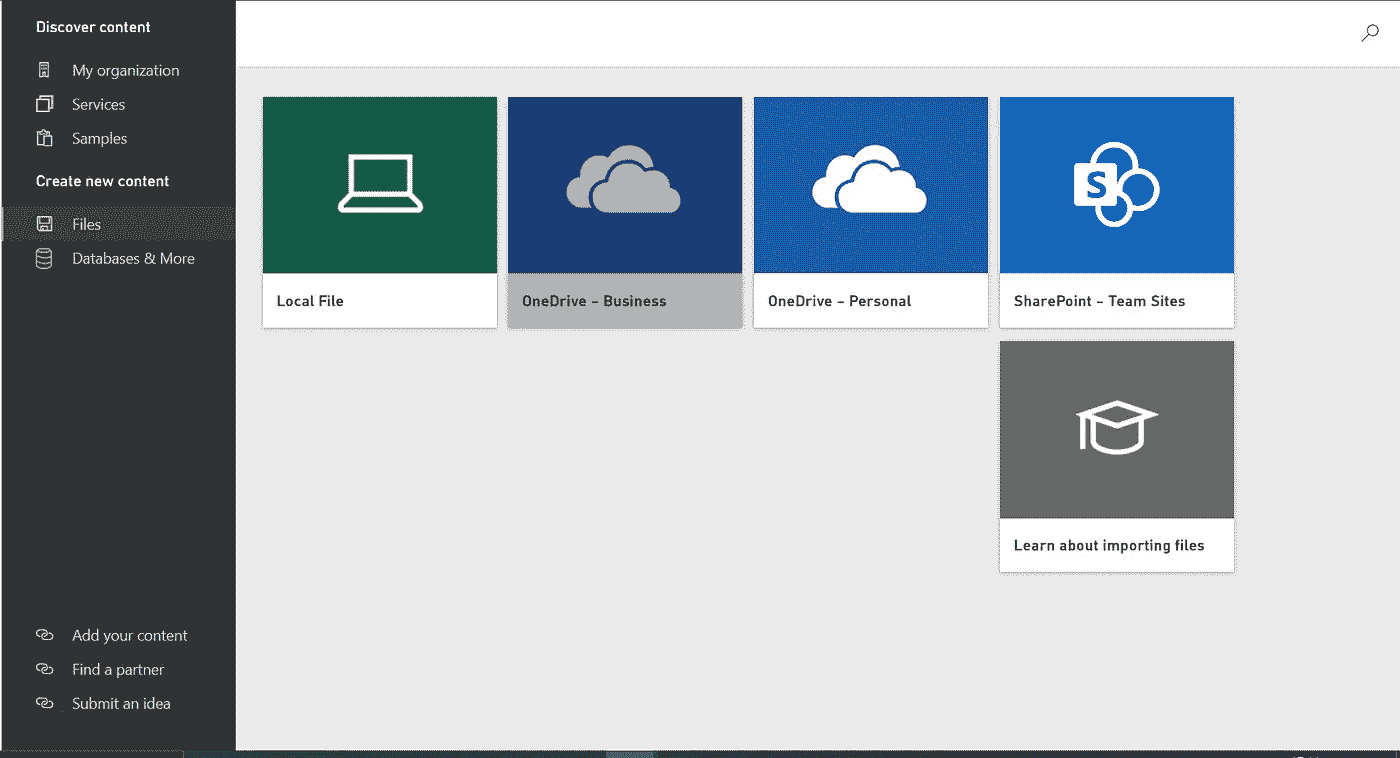 Discover content
My organization
Services
Samples
Create new content
Files
Databases & More
Add your content
Find a partner
Submit an idea
Local File
OneDrive – Business
OneDrive – Personal
S
SharePoint – Team Sites
Learn about importing files